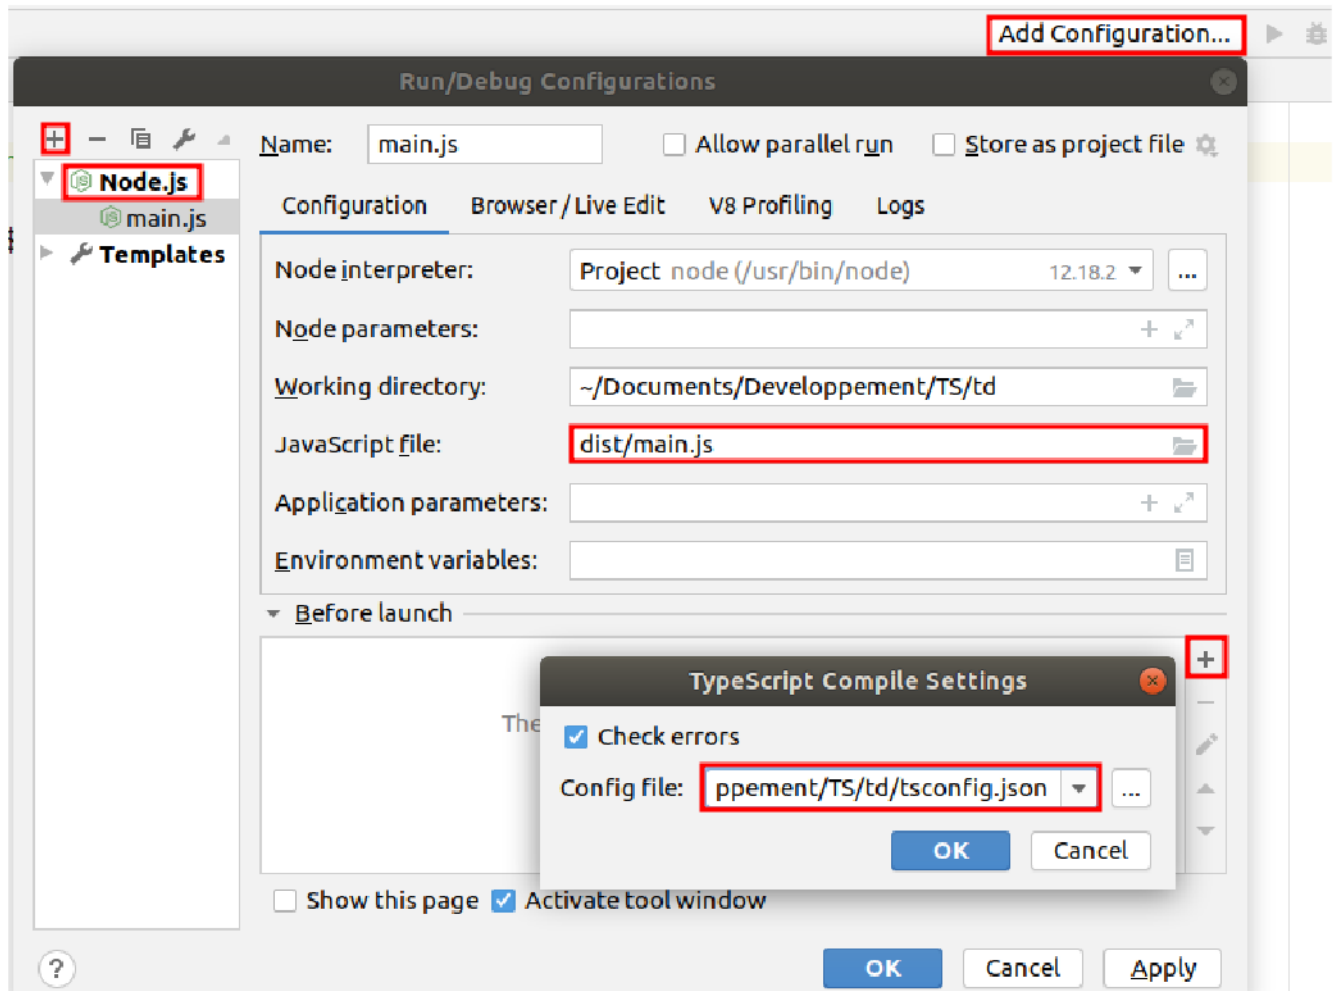 Add Configuration...
Run/Debug Configurations
Name: main.js Allow parallel run Store as project file
Node.js
main.js
Templates
Configuration Browser / Live Edit V8 Profiling Logs
Node interpreter: Project node (/usr/bin/node) 12.18.2 ...
Node parameters:
Working directory: ~/Documents/Developpement/TS/td
JavaScript file: dist/main.js
Application parameters:
Environment variables:
Before launch
The
TypeScript Compile Settings
Check errors
Config file: ppement/TS/td/tsconfig.json ...
OK Cancel
Show this page Activate tool window
? OK Cancel Apply